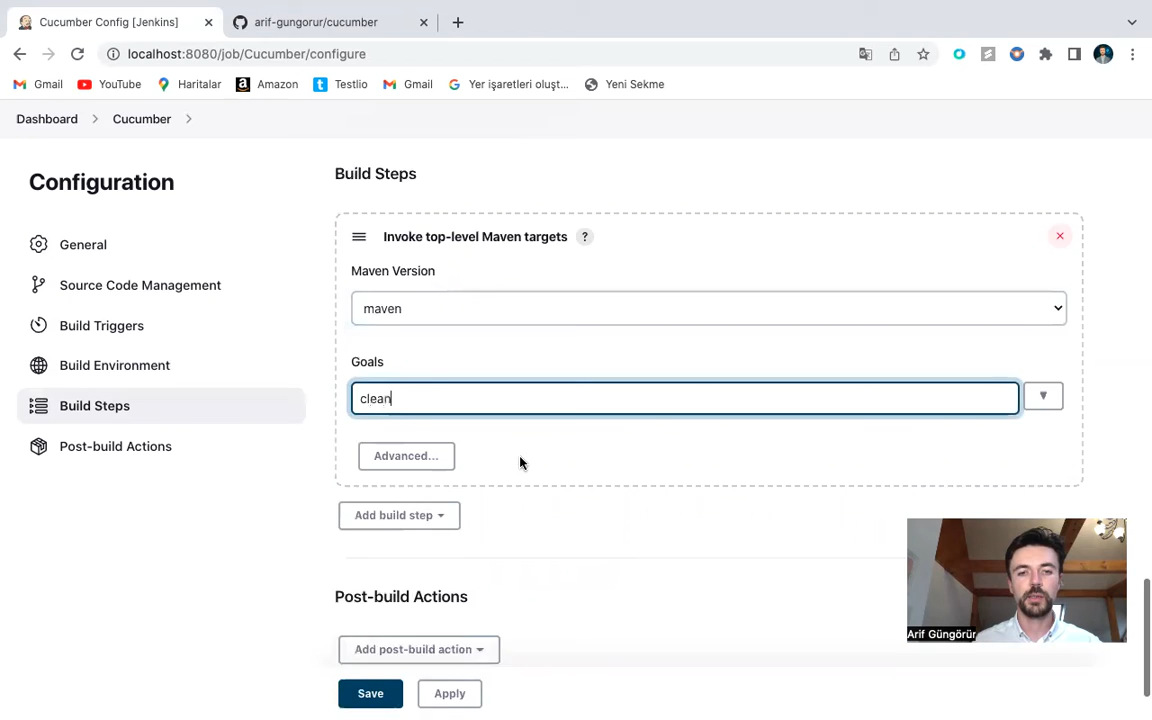 Cucumber Config [Jenkins]
arif-gungorur/cucumber
localhost:8080/job/Cucumber/configure
Gmail YouTube Haritalar Amazon Testlio Gmail Yer işaretleri oluşt... Yeni Sekme
Dashboard Cucumber
Configuration
General
Source Code Management
Build Triggers
Build Environment
Build Steps
Post-build Actions
Build Steps
Invoke top-level Maven targets ?
Maven Version
maven
Goals
clean
Advanced...
Add build step
Post-build Actions
Add post-build action
Save Apply
Arif Güngörür